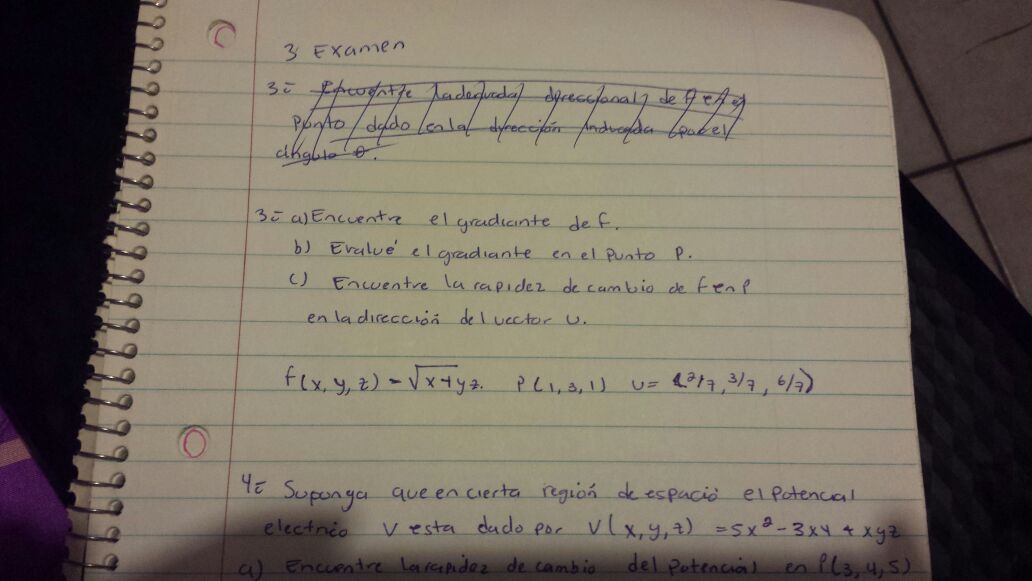 3 Examen
3.- Encuentre la derivada direccional de f en el
punto dado en la dirección indicada por el
ángulo θ.
3.- a) Encuentre el gradiante de f.
b) Evalué el gradiante en el punto P.
c) Encuentre la rapidez de cambio de f en P
en la dirección del vector u.
f(x, y, z) = √x+yz. P(1, 3, 1) u = (2/7, 3/7, 6/7)
4.- Suponga que en cierta región de espacio el potencial
electrico V esta dado por V(x, y, z) = 5x² - 3xy + xyz
a) Encuentre la rapidez de cambio del potencial en P(3, 4, 5)